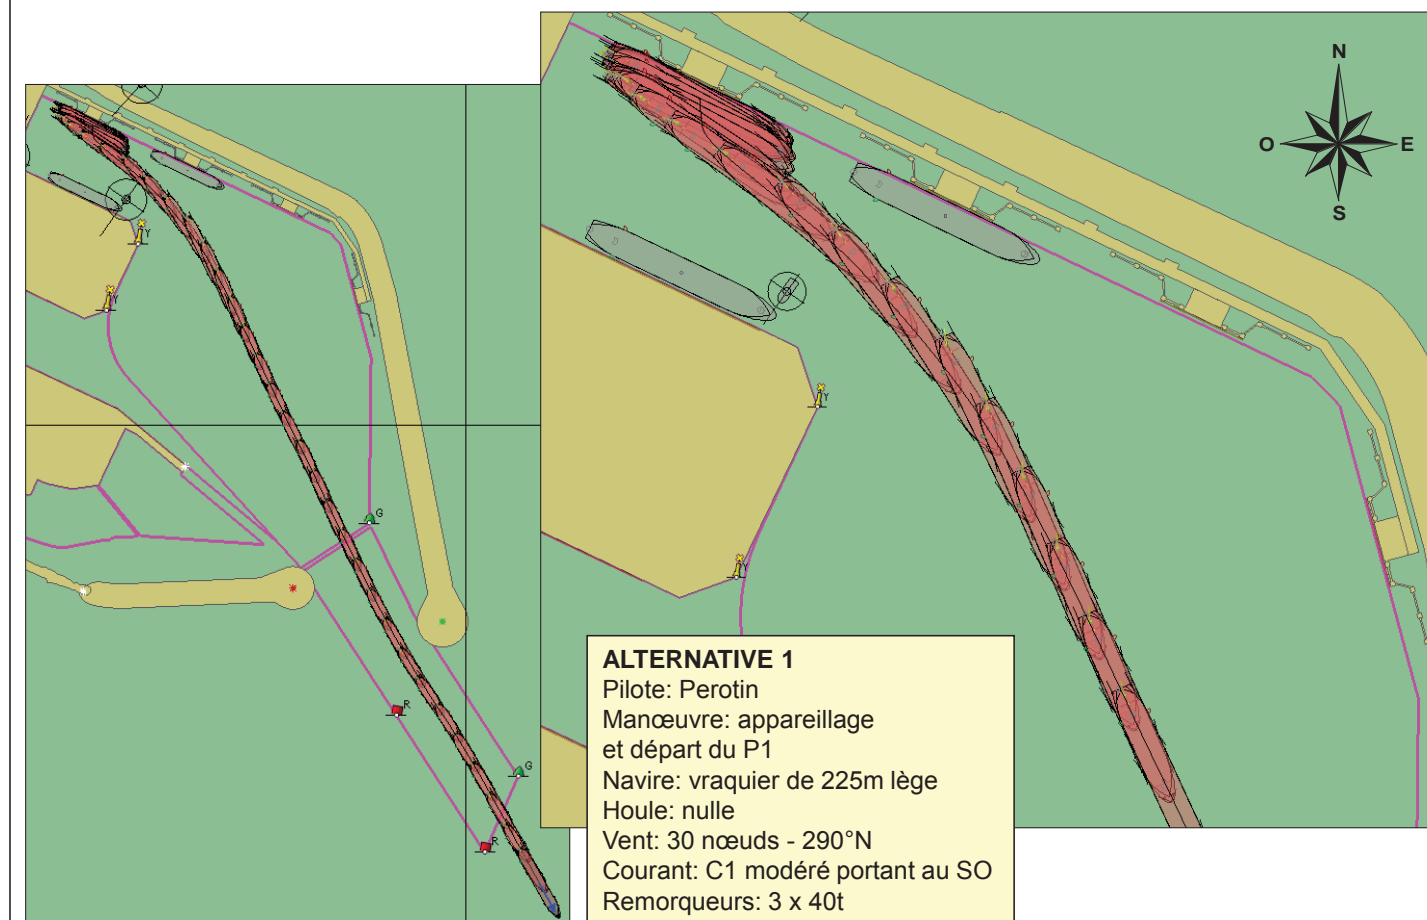 N
O
E
S
Y
Y
G
R
G
R
Y
Y
ALTERNATIVE 1
Pilote: Perotin
Manœuvre: appareillage
et départ du P1
Navire: vraquier de 225m lège
Houle: nulle
Vent: 30 nœuds - 290°N
Courant: C1 modéré portant au SO
Remorqueurs: 3 x 40t